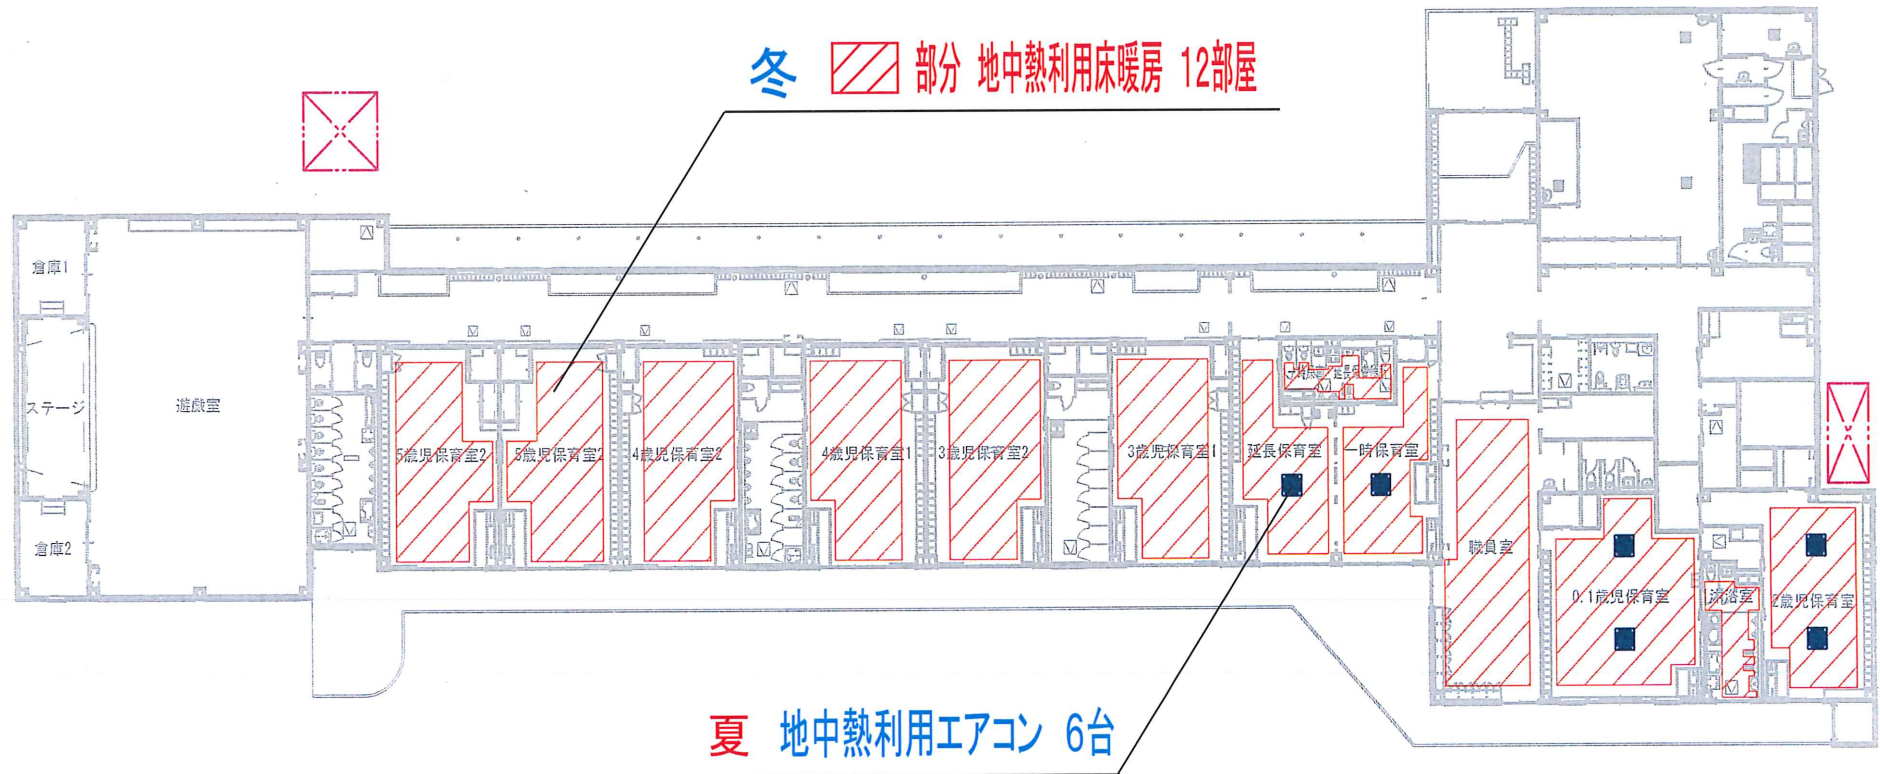 冬 部分 地中熱利用床暖房 12部屋
倉庫1
ステージ
遊戯室
倉庫2
5歳児保育室2
5歳児保育室2
4歳児保育室2
4歳児保育室1
3歳児保育室2
3歳児保育室1
延長保育室
一時保育室
職員室
0.1歳児保育室
沐浴室
2歳児保育室
夏 地中熱利用エアコン 6台